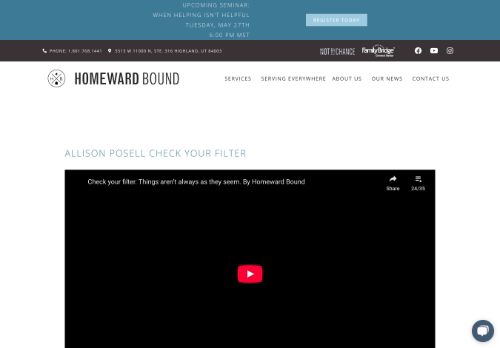 UPCOMING SEMINAR:
WHEN HELPING ISN'T HELPFUL
TUESDAY, MAY 27TH
6:00 PM MST
REGISTER TODAY
PHONE: 1.801.768.1441
5513 W 11000 N, STE. 316 HIGHLAND, UT 84003
NOT BY CHANCE
FamilyBridge
HOMEWARD BOUND
SERVICES SERVING EVERYWHERE ABOUT US OUR NEWS CONTACT US
ALLISON POSELL CHECK YOUR FILTER
Check your filter. Things aren't always as they seem. By Homeward Bound
Share
24/35